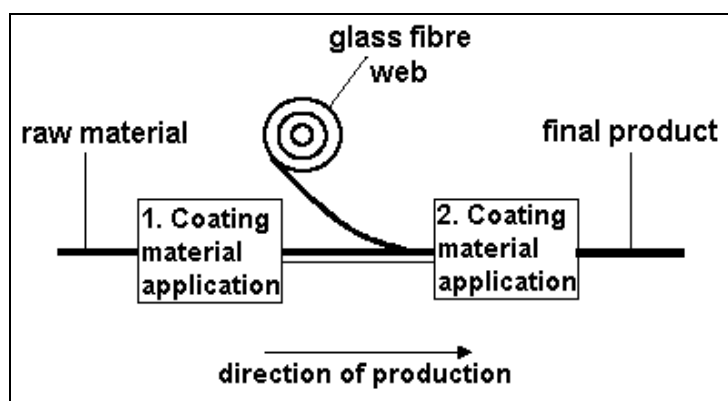 glass fibre
web
raw material
final product
1. Coating
material
application
2. Coating
material
application
direction of production